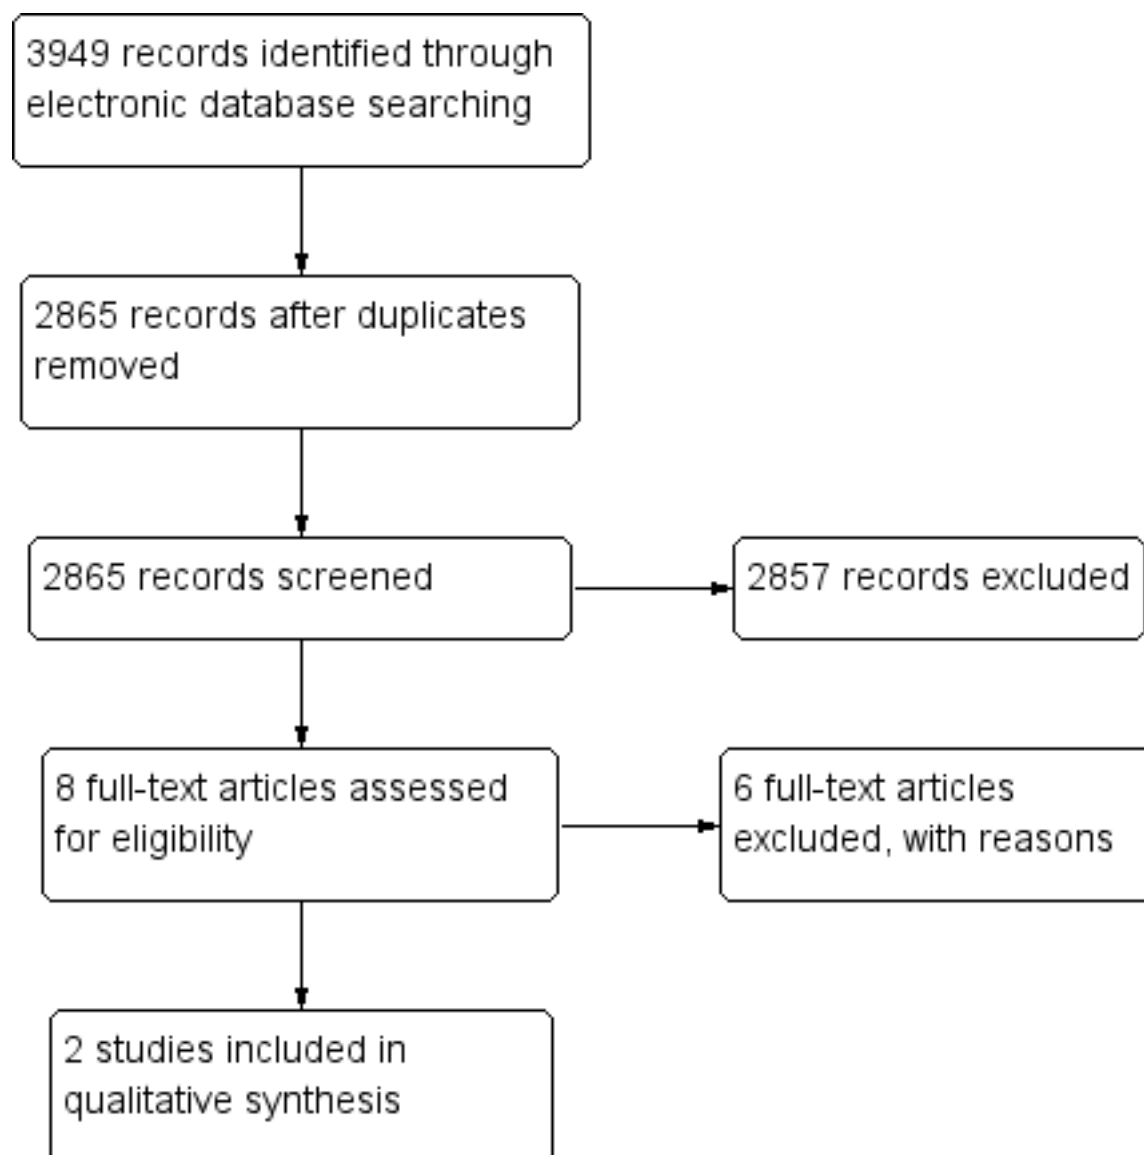 3949 records identified through
electronic database searching
2865 records after duplicates
removed
2865 records screened
2857 records excluded
8 full-text articles assessed
for eligibility
6 full-text articles
excluded, with reasons
2 studies included in
qualitative synthesis